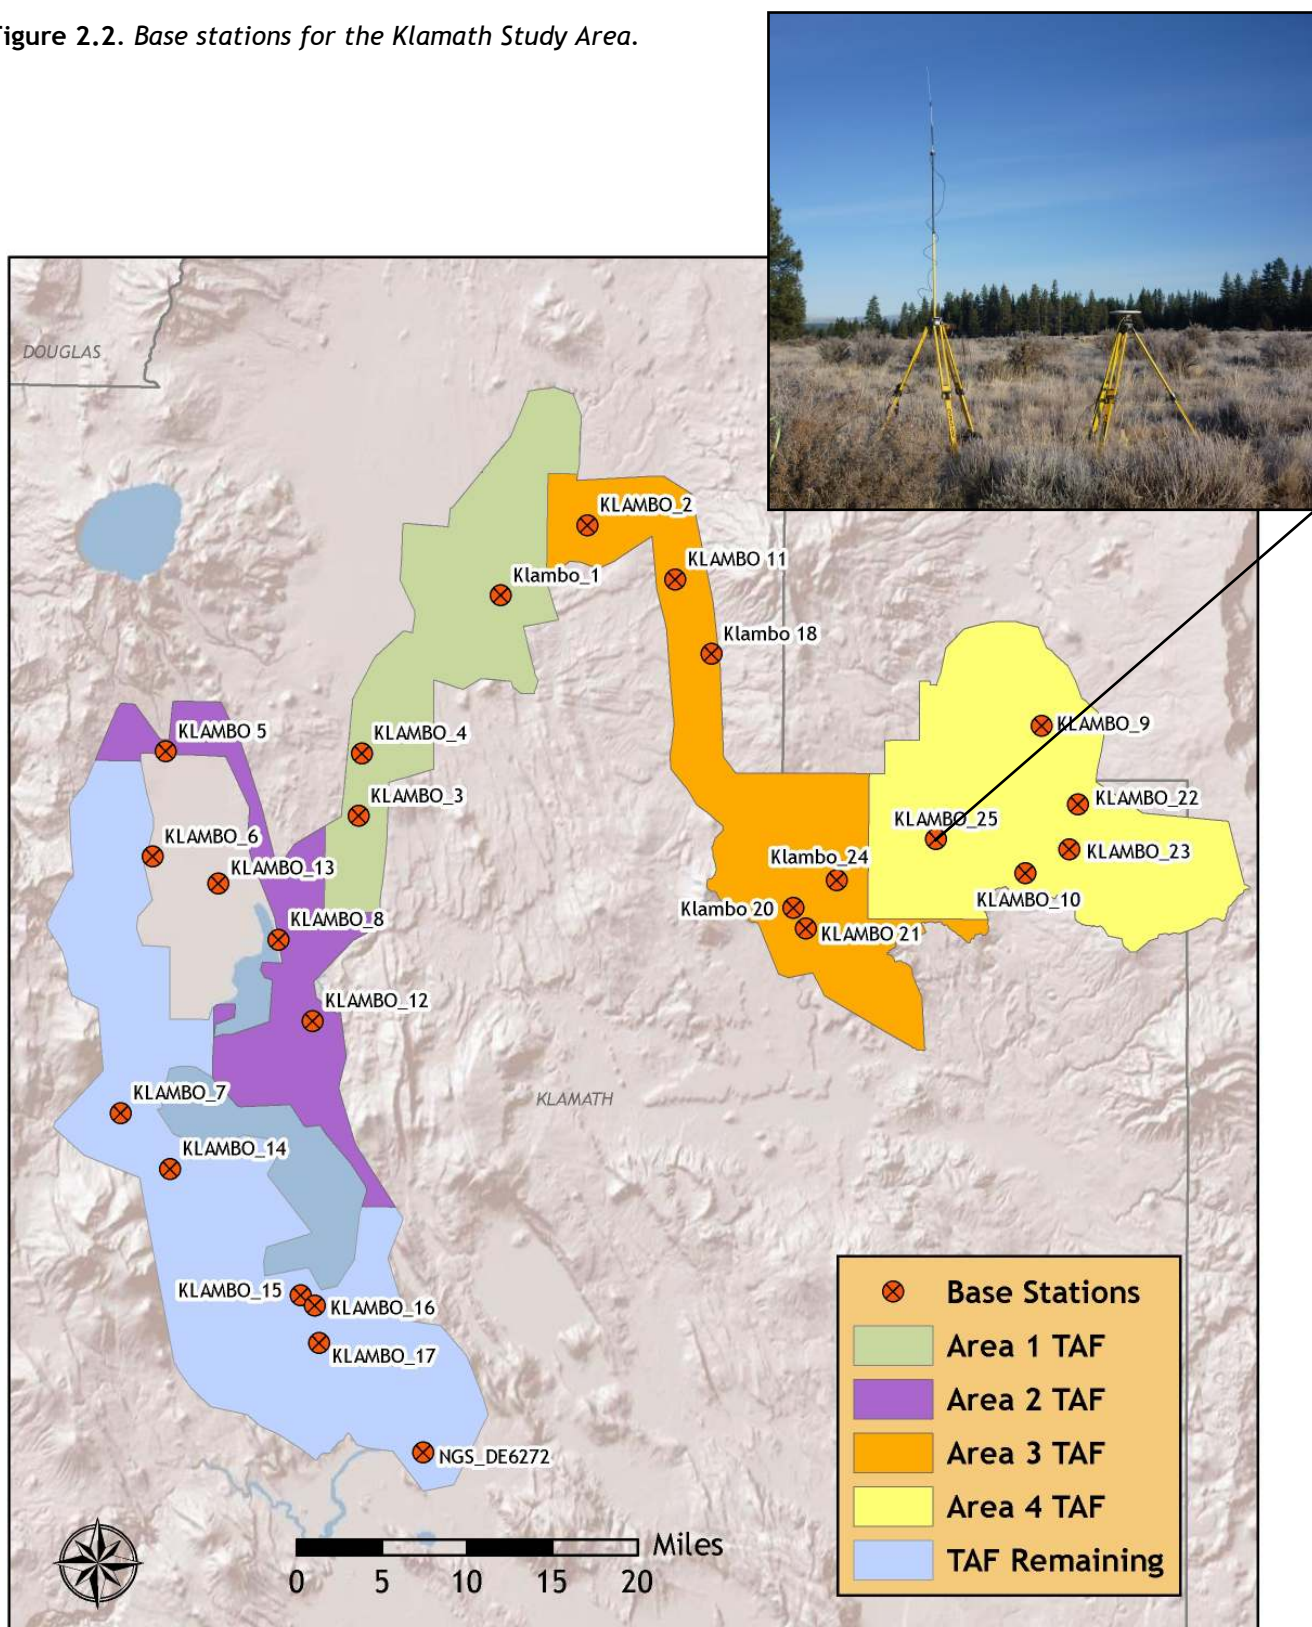 igure 2.2. Base stations for the Klamath Study Area.
DOUGLAS
KLAMBO_2
KLAMBO 11
Klambo_1
Klambo 18
KLAMBO_9
KLAMBO 5
KLAMBO_4
KLAMBO_3
KLAMBO_22
KLAMBO_25
KLAMBO_6
KLAMBO_13
Klambo_24
KLAMBO_23
KLAMBO_10
KLAMBO_8
Klambo 20
KLAMBO 21
KLAMBO_12
KLAMBO_7
KLAMATH
KLAMBO_14
KLAMBO_15
KLAMBO_16
KLAMBO_17
NGS_DE6272
Base Stations
Area 1 TAF
Area 2 TAF
Area 3 TAF
Area 4 TAF
TAF Remaining
Miles
0 5 10 15 20